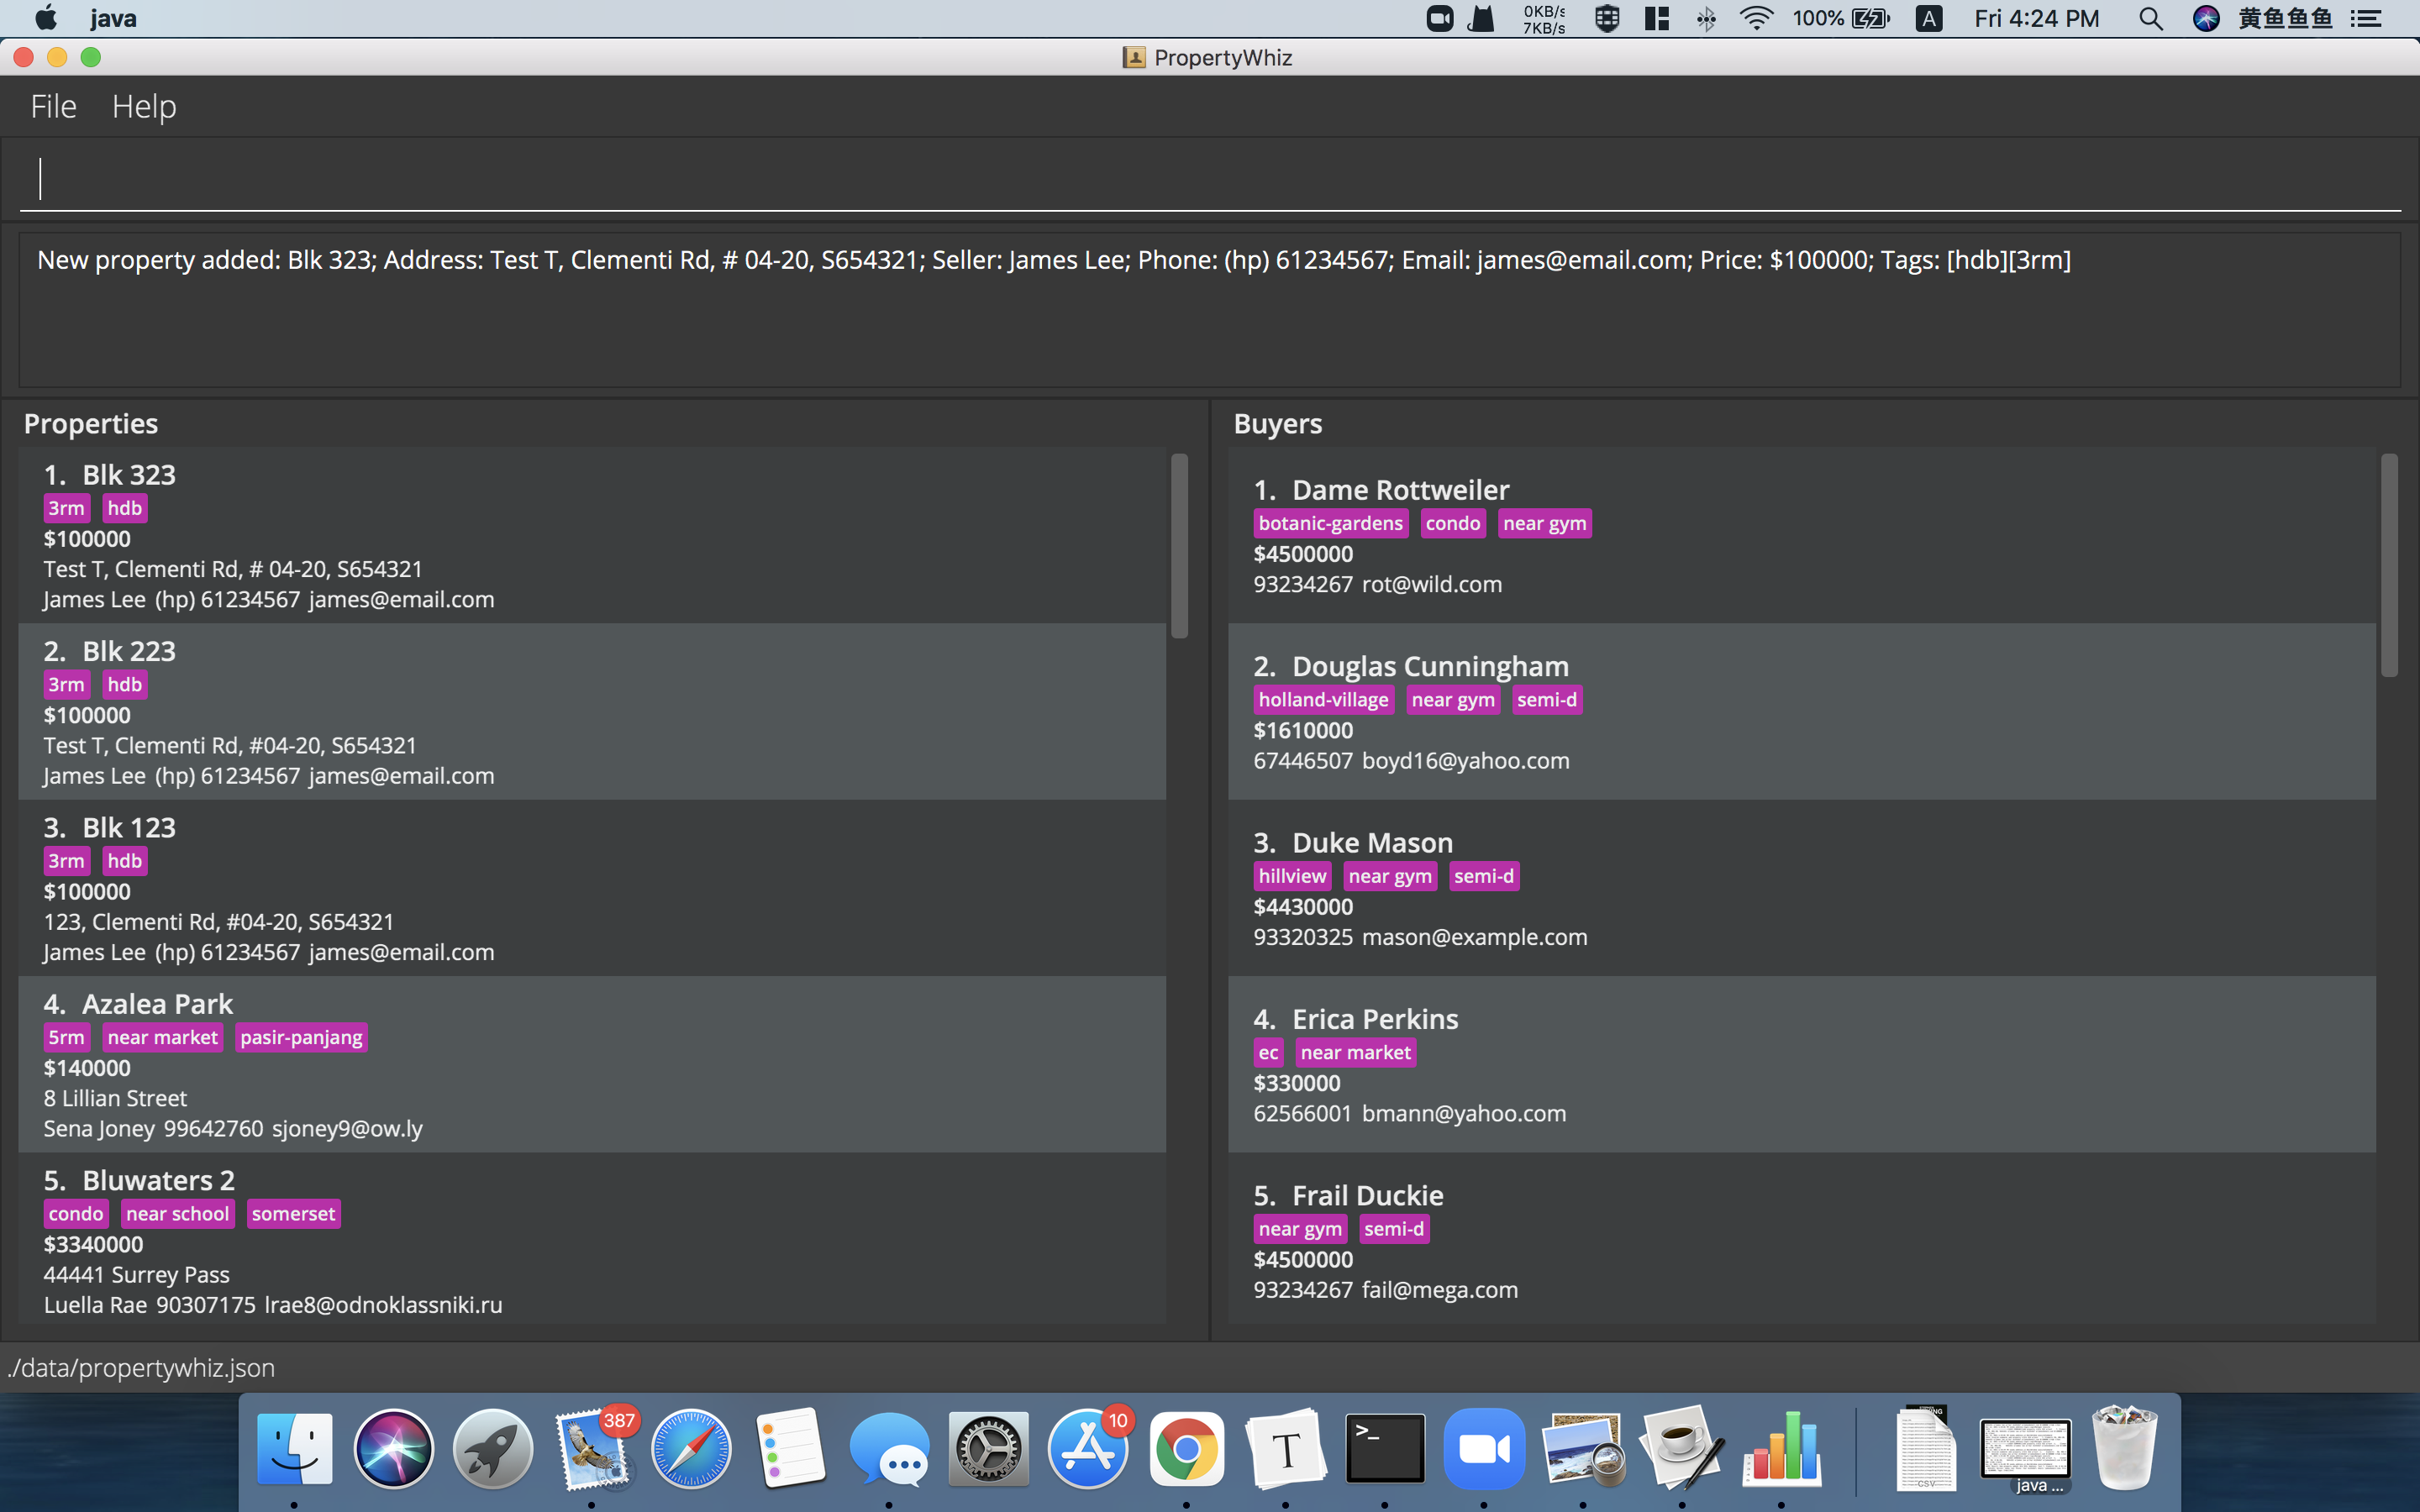 java
0KB/s
7KB/s
100%
A
Fri 4:24 PM
黄鱼鱼鱼
PropertyWhiz
File Help
New property added: Blk 323; Address: Test T, Clementi Rd, # 04-20, S654321; Seller: James Lee; Phone: (hp) 61234567; Email: james@email.com; Price: $100000; Tags: [hdb][3rm]
Properties
1. Blk 323
3rm hdb
$100000
Test T, Clementi Rd, # 04-20, S654321
James Lee (hp) 61234567 james@email.com
2. Blk 223
3rm hdb
$100000
Test T, Clementi Rd, #04-20, S654321
James Lee (hp) 61234567 james@email.com
3. Blk 123
3rm hdb
$100000
123, Clementi Rd, #04-20, S654321
James Lee (hp) 61234567 james@email.com
4. Azalea Park
5rm near market pasir-panjang
$140000
8 Lillian Street
Sena Joney 99642760 sjoney9@ow.ly
5. Bluwaters 2
condo near school somerset
$3340000
44441 Surrey Pass
Luella Rae 90307175 lrae8@odnoklassniki.ru
Buyers
1. Dame Rottweiler
botanic-gardens condo near gym
$4500000
93234267 rot@wild.com
2. Douglas Cunningham
holland-village near gym semi-d
$1610000
67446507 boyd16@yahoo.com
3. Duke Mason
hillview near gym semi-d
$4430000
93320325 mason@example.com
4. Erica Perkins
ec near market
$330000
62566001 bmann@yahoo.com
5. Frail Duckie
near gym semi-d
$4500000
93234267 fail@mega.com
./data/propertywhiz.json
387
10
T
>_
CSV
java ...